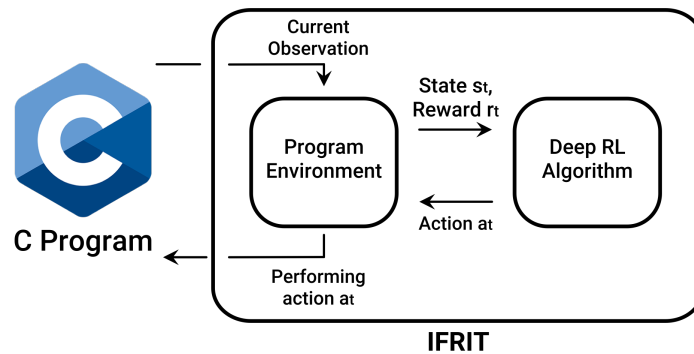 Current
Observation
State st,
Reward rt
Program
Environment
Deep RL
Algorithm
Action at
C Program
Performing
action at
IFRIT